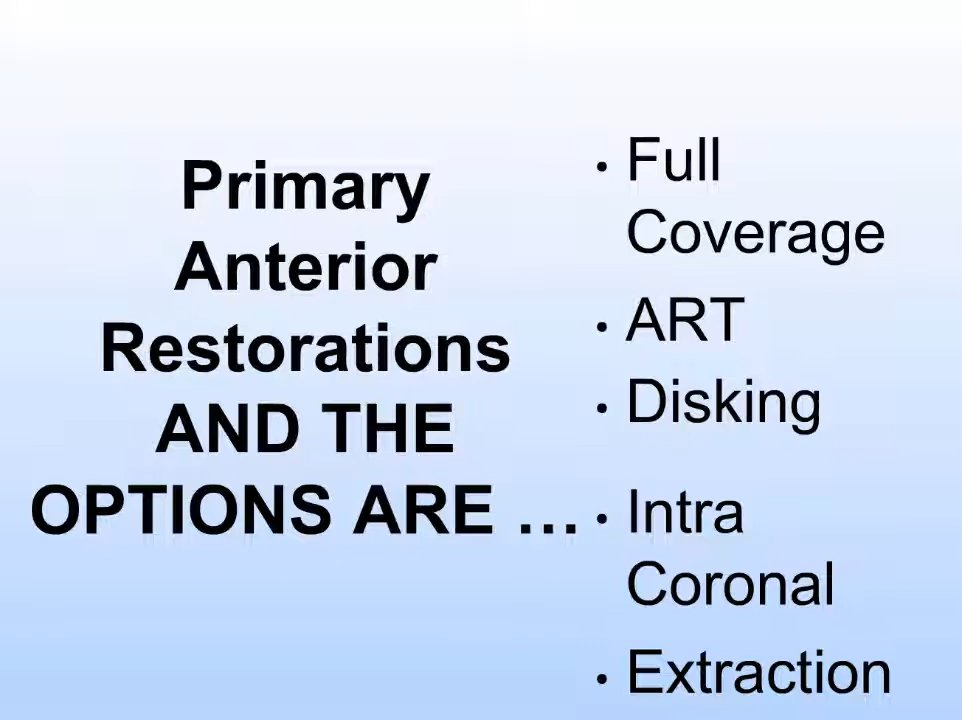 Primary
Anterior
Restorations
AND THE
OPTIONS ARE …
• Full
Coverage
• ART
• Disking
• Intra
Coronal
• Extraction